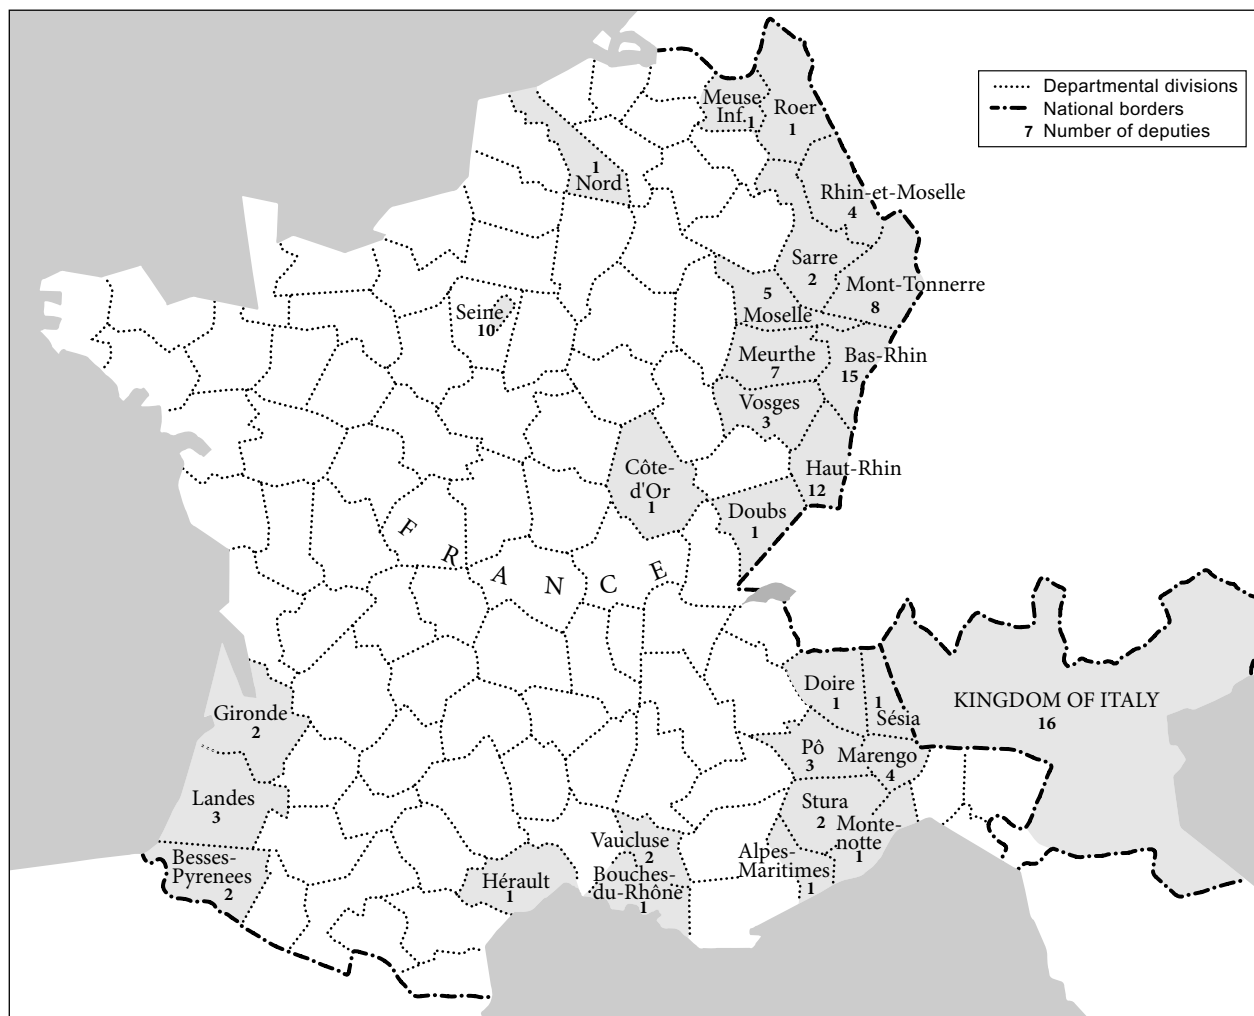 Departmental divisions
National borders
7 Number of deputies
Meuse
Inf. 1
Roer
1
1
Nord
Rhin-et-Moselle
4
Sarre
2
Mont-Tonnerre
8
5
Moselle
Seine
10
Meurthe
7
Bas-Rhin
15
Vosges
3
Côte-
d'Or
1
Haut-Rhin
12
Doubs
1
FRANCE
Doire
1
1
Sésia
KINGDOM OF ITALY
16
Gironde
2
Pô
3
Marengo
4
Landes
3
Stura
2
Monte-
notte
1
Vaucluse
2
Alpes-
Maritimes
1
Besses-
Pyrenees
2
Hérault
1
Bouches-
du-Rhône
1